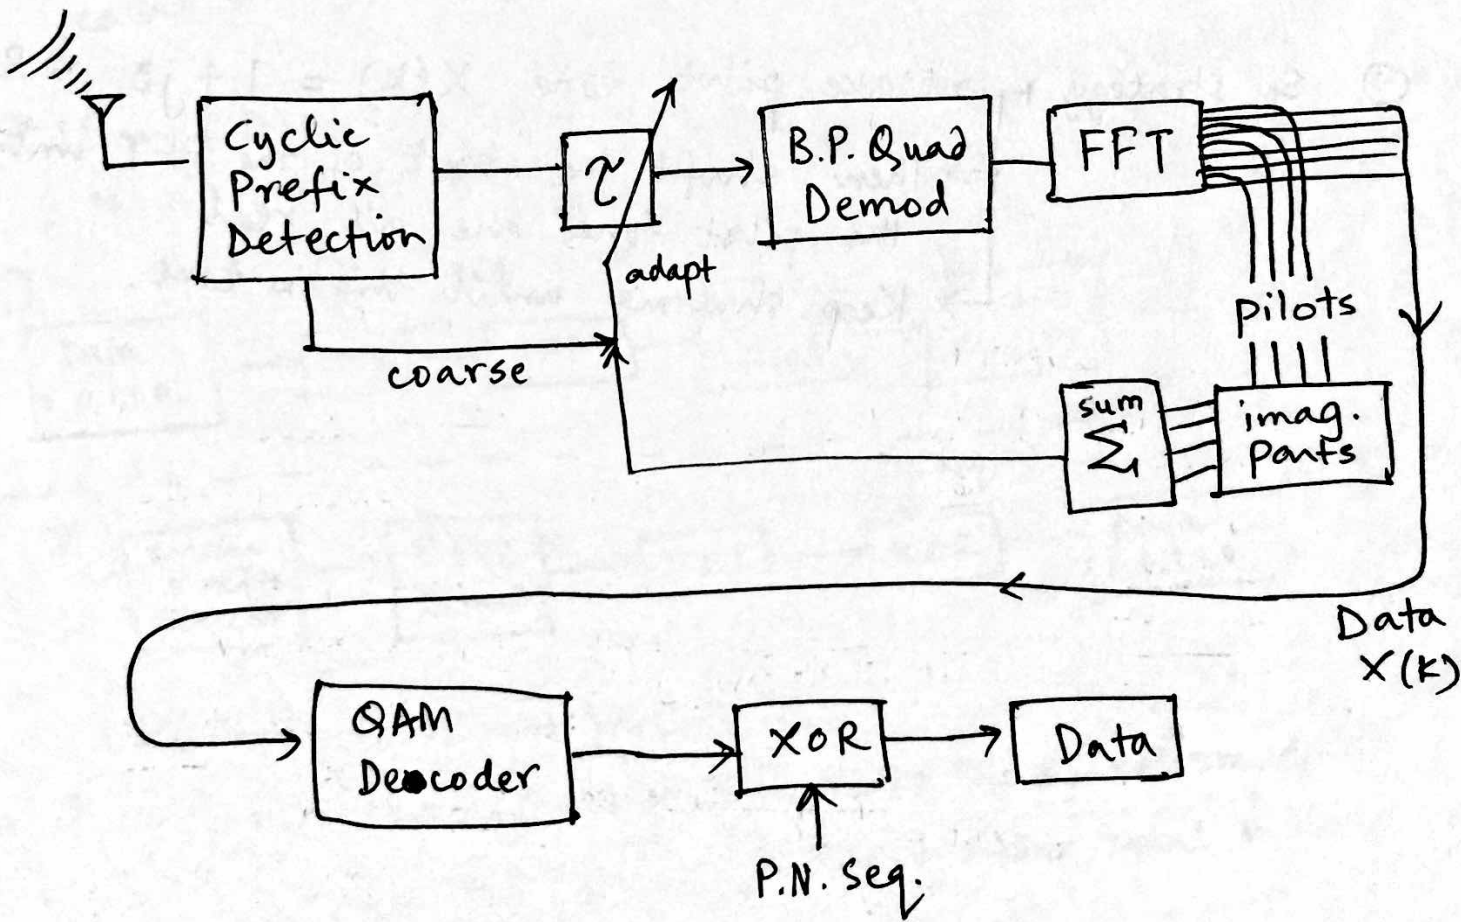 Cyclic
Prefix
Detection
τ
adapt
coarse
B.P. Quad
Demod
FFT
pilots
imag.
parts
sum
Σ
Data
X(k)
QAM
Decoder
XOR
P.N. Seq.
Data